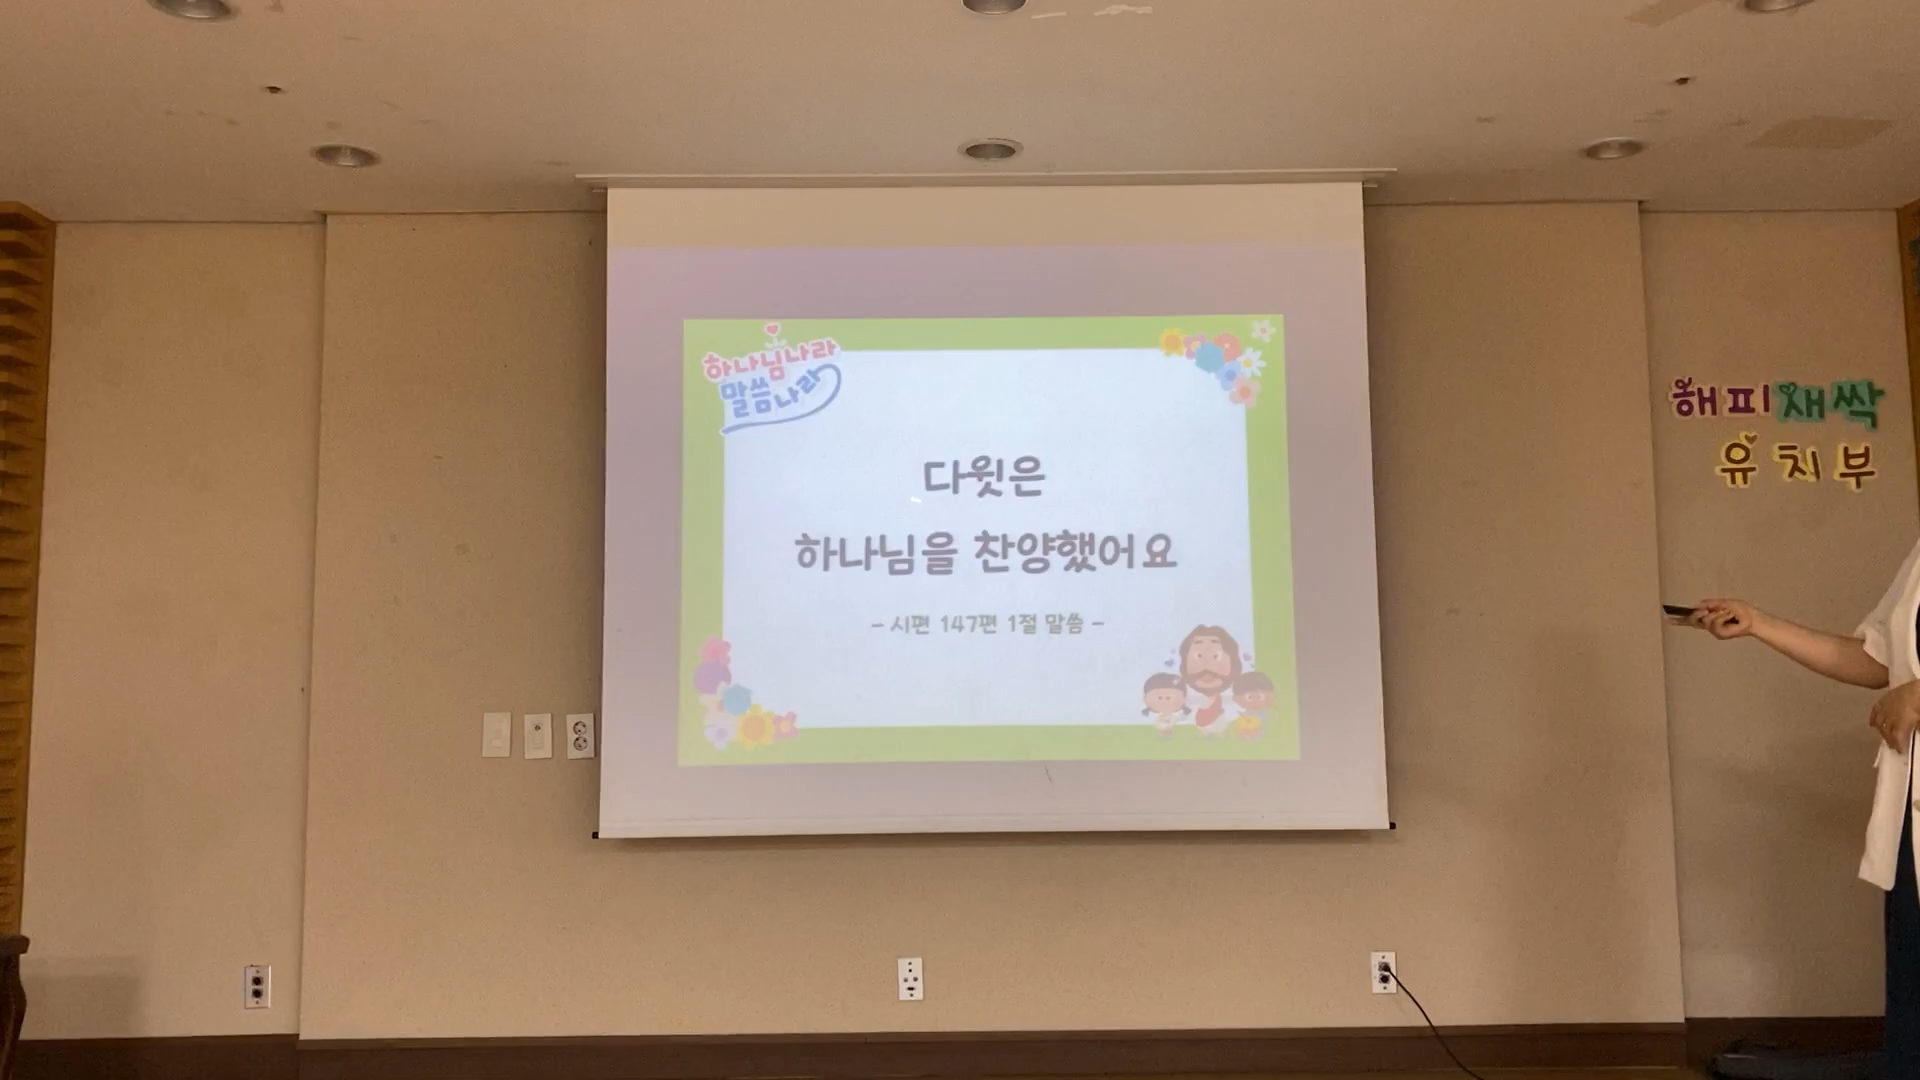 하나님나라
말씀나라
다윗은
하나님을 찬양했어요
- 시편 147편 1절 말씀 -
해피새싹
유치부